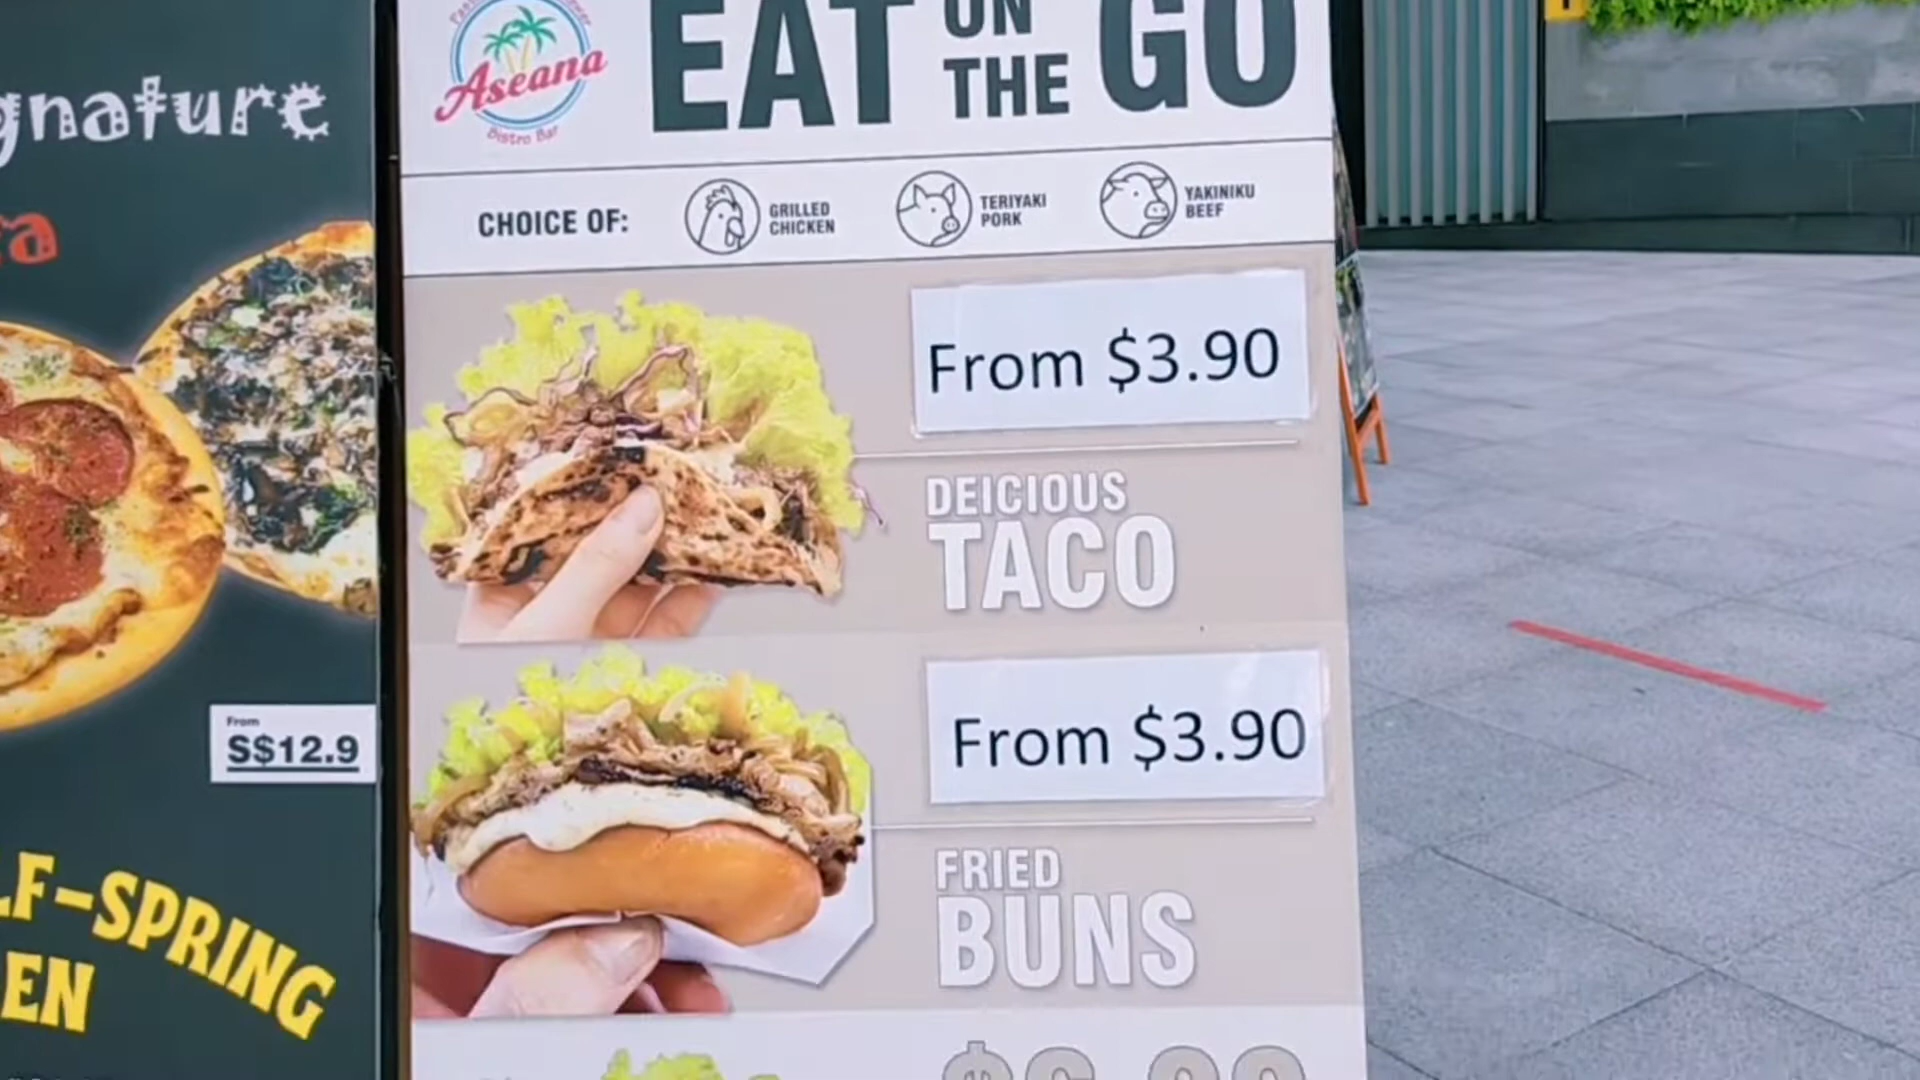 gnature
a
From
S$12.9
LF-SPRING
EN
Aseana
Bistro Bar
EAT ON THE GO
CHOICE OF:
GRILLED
CHICKEN
TERIYAKI
PORK
YAKINIKU
BEEF
From $3.90
DEICIOUS
TACO
From $3.90
FRIED
BUNS